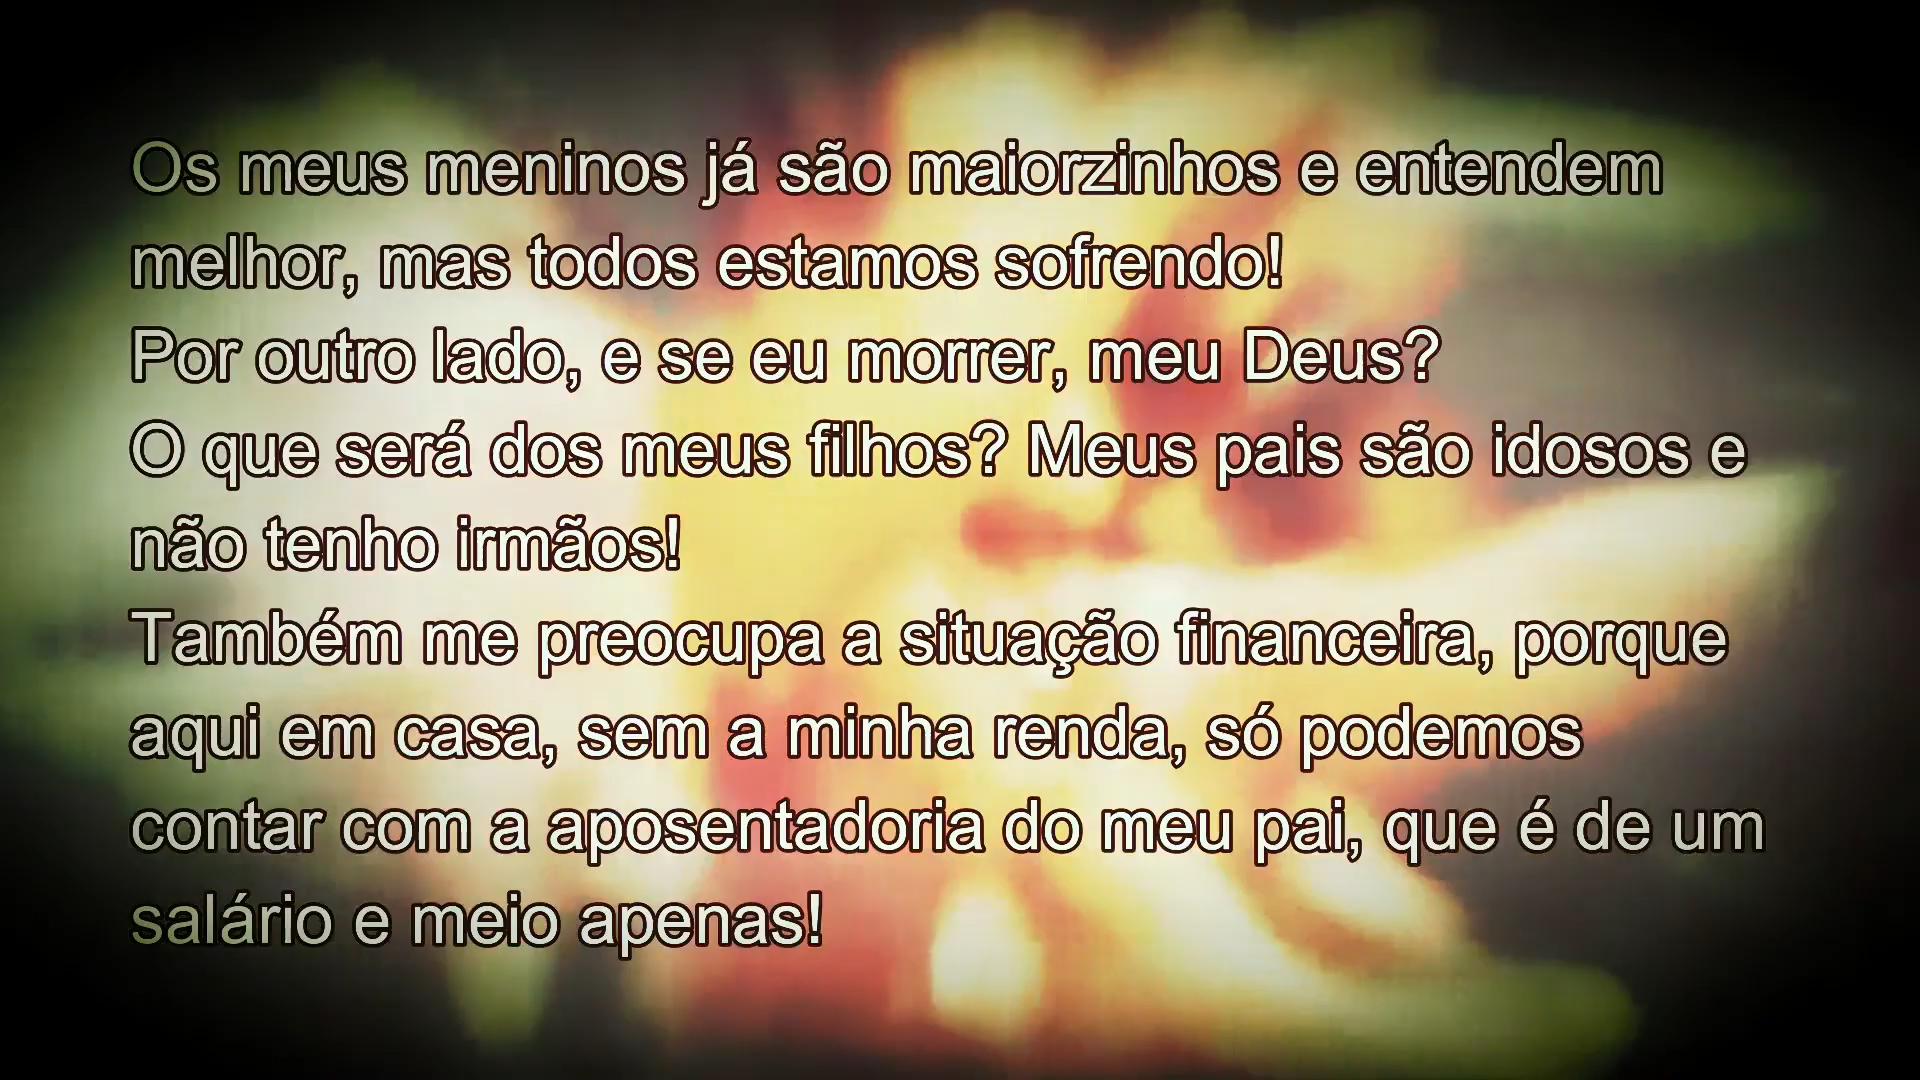 Os meus meninos já são maiorzinhos e entendem
melhor, mas todos estamos sofrendo!
Por outro lado, e se eu morrer, meu Deus?
O que será dos meus filhos? Meus pais são idosos e
não tenho irmãos!
Também me preocupa a situação financeira, porque
aqui em casa, sem a minha renda, só podemos
contar com a aposentadoria do meu pai, que é de um
salário e meio apenas!